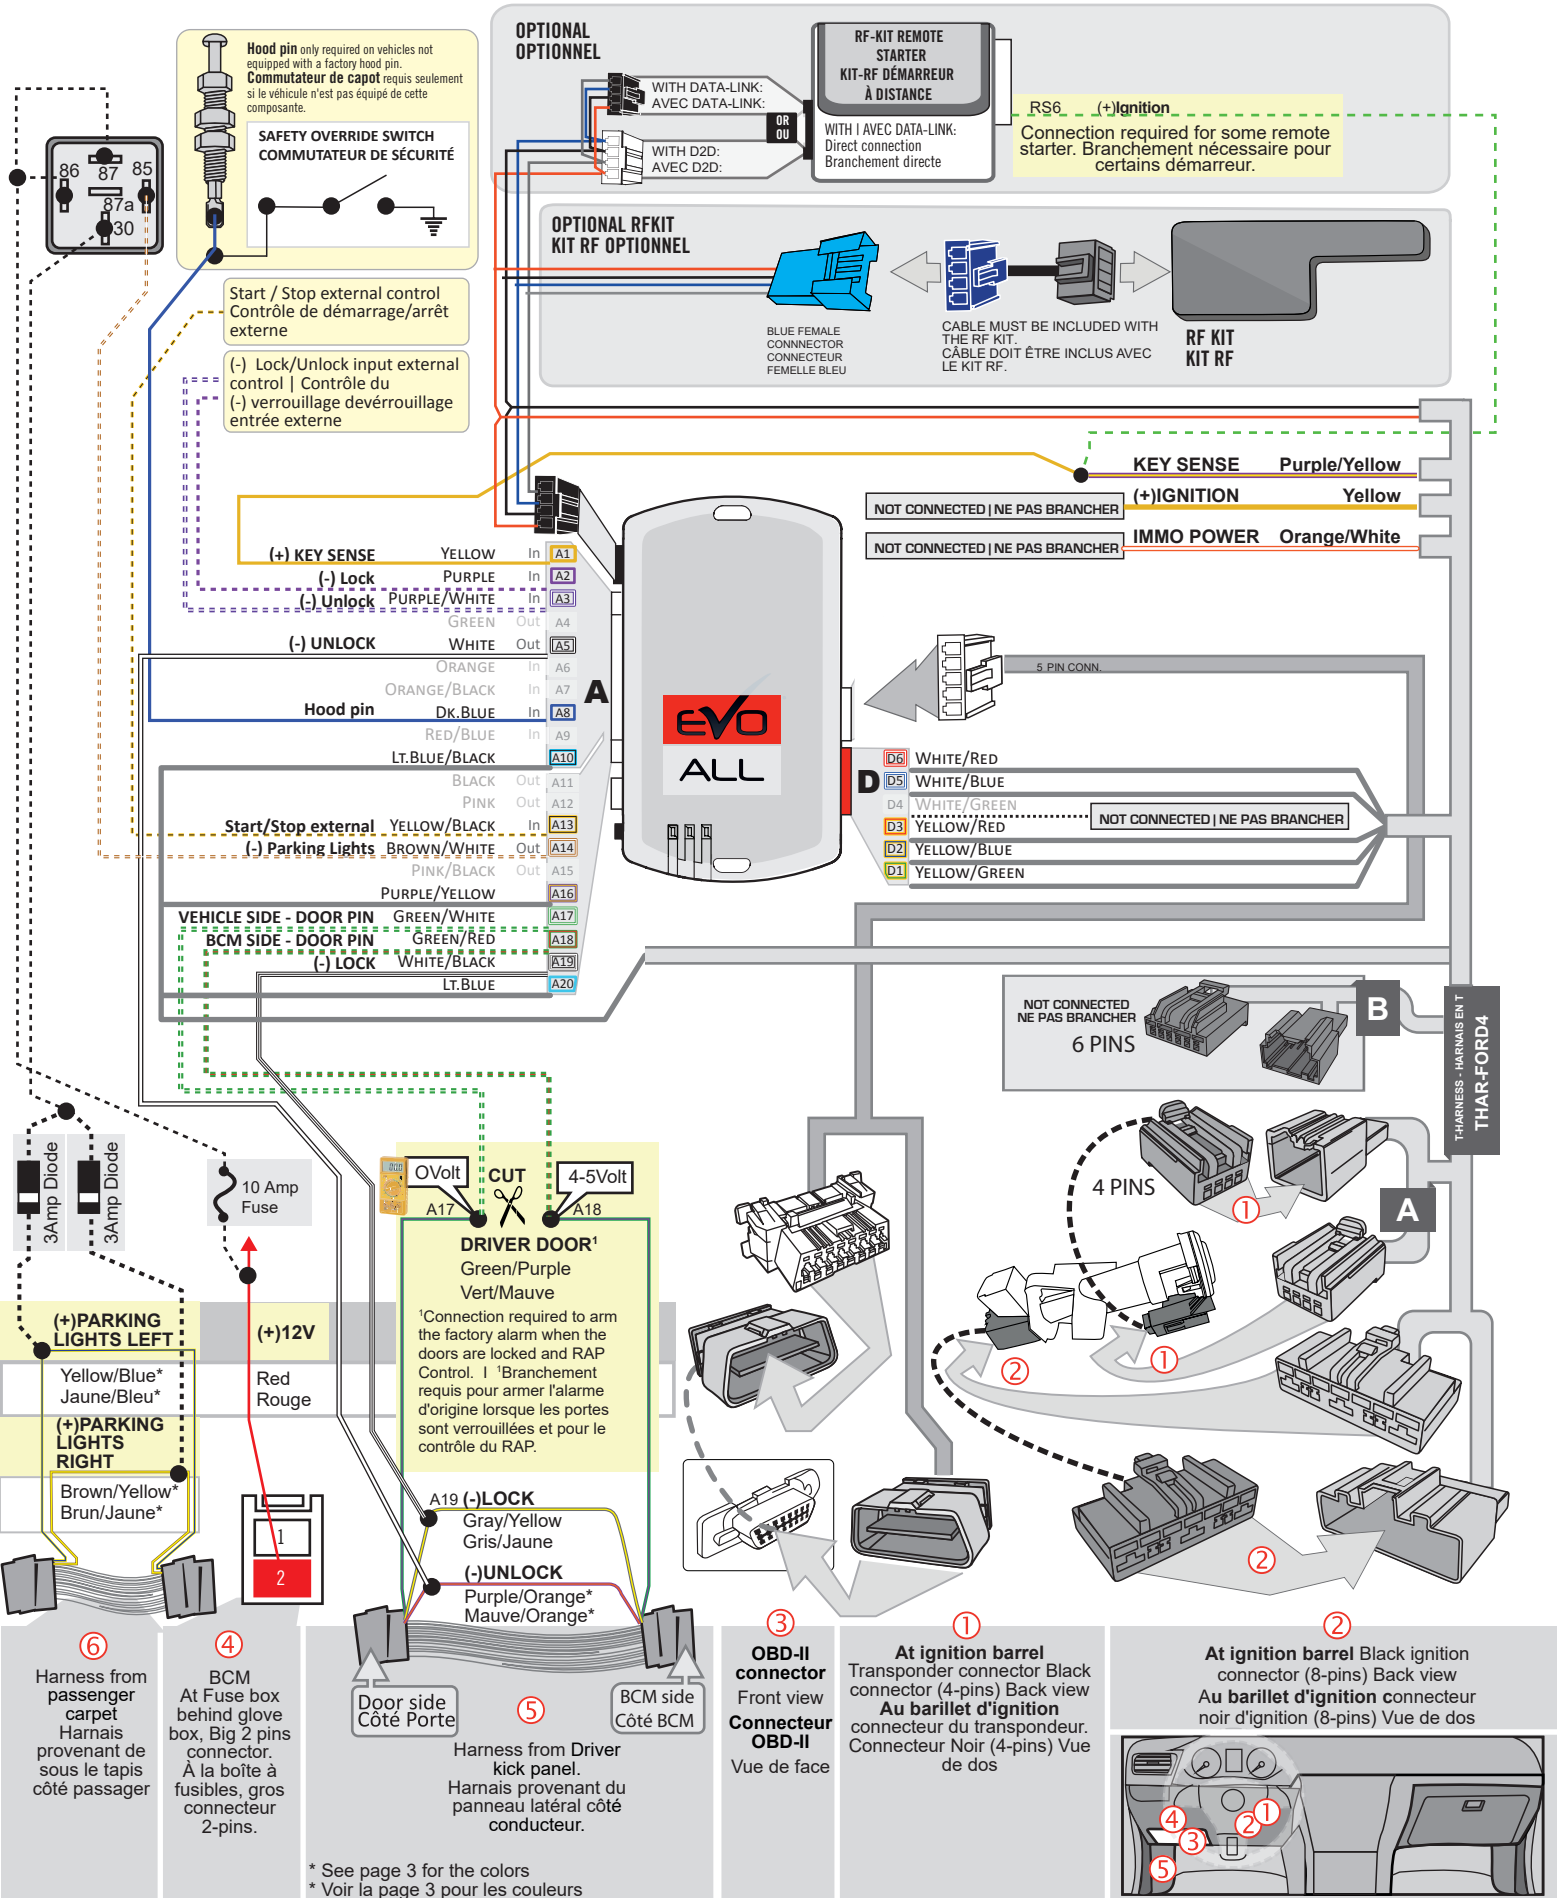 OPTIONAL
OPTIONNEL
WITH DATA-LINK:
AVEC DATA-LINK:
OR
OU
WITH D2D:
AVEC D2D:
RF-KIT REMOTE
STARTER
KIT-RF DÉMARREUR
À DISTANCE
WITH I AVEC DATA-LINK:
Direct connection
Branchement directe
RS6 (+)Ignition
Connection required for some remote
starter. Branchement nécessaire pour
certains démarreur.
Hood pin only required on vehicles not
equipped with a factory hood pin.
Commutateur de capot requis seulement
si le véhicule n'est pas équipé de cette
composante.
SAFETY OVERRIDE SWITCH
COMMUTATEUR DE SÉCURITÉ
86
87
85
87a
30
OPTIONAL RFKIT
KIT RF OPTIONNEL
BLUE FEMALE
CONNNECTOR
CONNECTEUR
FEMELLE BLEU
CABLE MUST BE INCLUDED WITH
THE RF KIT.
CÂBLE DOIT ÊTRE INCLUS AVEC
LE KIT RF.
RF KIT
KIT RF
Start / Stop external control
Contrôle de démarrage/arrêt
externe
(-) Lock/Unlock input external
control | Contrôle du
(-) verrouillage devérrouillage
entrée externe
KEY SENSE Purple/Yellow
NOT CONNECTED | NE PAS BRANCHER (+)IGNITION Yellow
NOT CONNECTED | NE PAS BRANCHER IMMO POWER Orange/White
(+) KEY SENSE YELLOW In A1
(-) Lock PURPLE In A2
(-) Unlock PURPLE/WHITE In A3
GREEN Out A4
(-) UNLOCK WHITE Out A5
ORANGE In A6
ORANGE/BLACK In A7
Hood pin DK.BLUE In A8
RED/BLUE In A9
LT.BLUE/BLACK A10
BLACK Out A11
PINK Out A12
Start/Stop external YELLOW/BLACK In A13
(-) Parking Lights BROWN/WHITE Out A14
PINK/BLACK Out A15
PURPLE/YELLOW A16
VEHICLE SIDE - DOOR PIN GREEN/WHITE A17
BCM SIDE - DOOR PIN GREEN/RED A18
(-) LOCK WHITE/BLACK A19
LT.BLUE A20
A
EVO
ALL
5 PIN CONN.
D
D6 WHITE/RED
D5 WHITE/BLUE
D4 WHITE/GREEN
NOT CONNECTED | NE PAS BRANCHER
D3 YELLOW/RED
D2 YELLOW/BLUE
D1 YELLOW/GREEN
NOT CONNECTED
NE PAS BRANCHER
6 PINS
B
T-HARNESS - HARNAIS EN T
THAR-FORD4
4 PINS
A
1
1
2
2
3Amp Diode
3Amp Diode
10 Amp
Fuse
0Volt
CUT
4-5Volt
A17
A18
DRIVER DOOR¹
Green/Purple
Vert/Mauve
¹Connection required to arm
the factory alarm when the
doors are locked and RAP
Control. I ¹Branchement
requis pour armer l'alarme
d'origine lorsque les portes
sont verrouillées et pour le
contrôle du RAP.
(+)PARKING
LIGHTS LEFT
Yellow/Blue*
Jaune/Bleu*
(+)PARKING
LIGHTS
RIGHT
Brown/Yellow*
Brun/Jaune*
(+)12V
Red
Rouge
1
2
A19 (-)LOCK
Gray/Yellow
Gris/Jaune
(-)UNLOCK
Purple/Orange*
Mauve/Orange*
6
Harness from
passenger
carpet
Harnais
provenant de
sous le tapis
côté passager
4
BCM
At Fuse box
behind glove
box, Big 2 pins
connector.
À la boîte à
fusibles, gros
connecteur
2-pins.
Door side
Côté Porte
5
BCM side
Côté BCM
Harness from Driver
kick panel.
Harnais provenant du
panneau latéral côté
conducteur.
* See page 3 for the colors
* Voir la page 3 pour les couleurs
3
OBD-II
connector
Front view
Connecteur
OBD-II
Vue de face
1
At ignition barrel
Transponder connector Black
connector (4-pins) Back view
Au barillet d'ignition
connecteur du transpondeur.
Connecteur Noir (4-pins) Vue
de dos
2
At ignition barrel Black ignition
connector (8-pins) Back view
Au barillet d'ignition connecteur
noir d'ignition (8-pins) Vue de dos
4
3
2
1
5